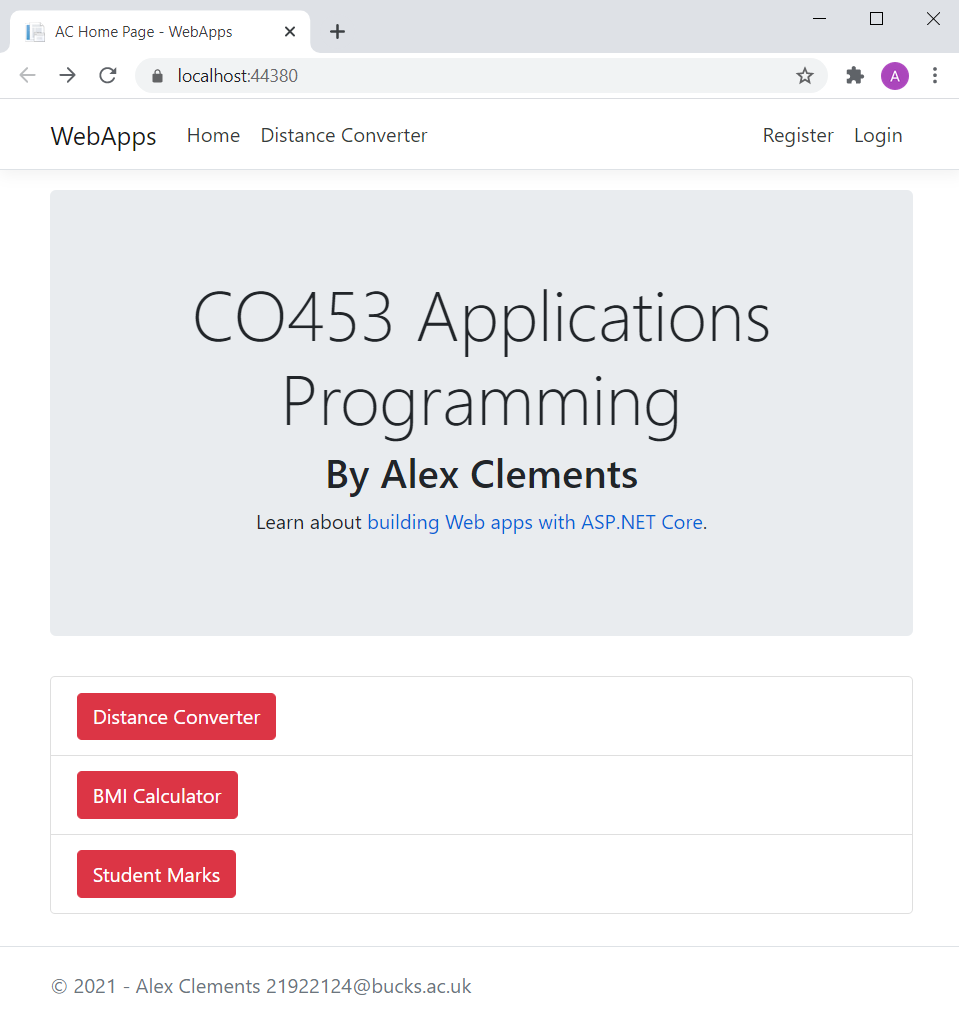 AC Home Page - WebApps
localhost:44380
A
WebApps Home Distance Converter Register Login
CO453 Applications
Programming
By Alex Clements
Learn about building Web apps with ASP.NET Core.
Distance Converter
BMI Calculator
Student Marks
© 2021 - Alex Clements 21922124@bucks.ac.uk